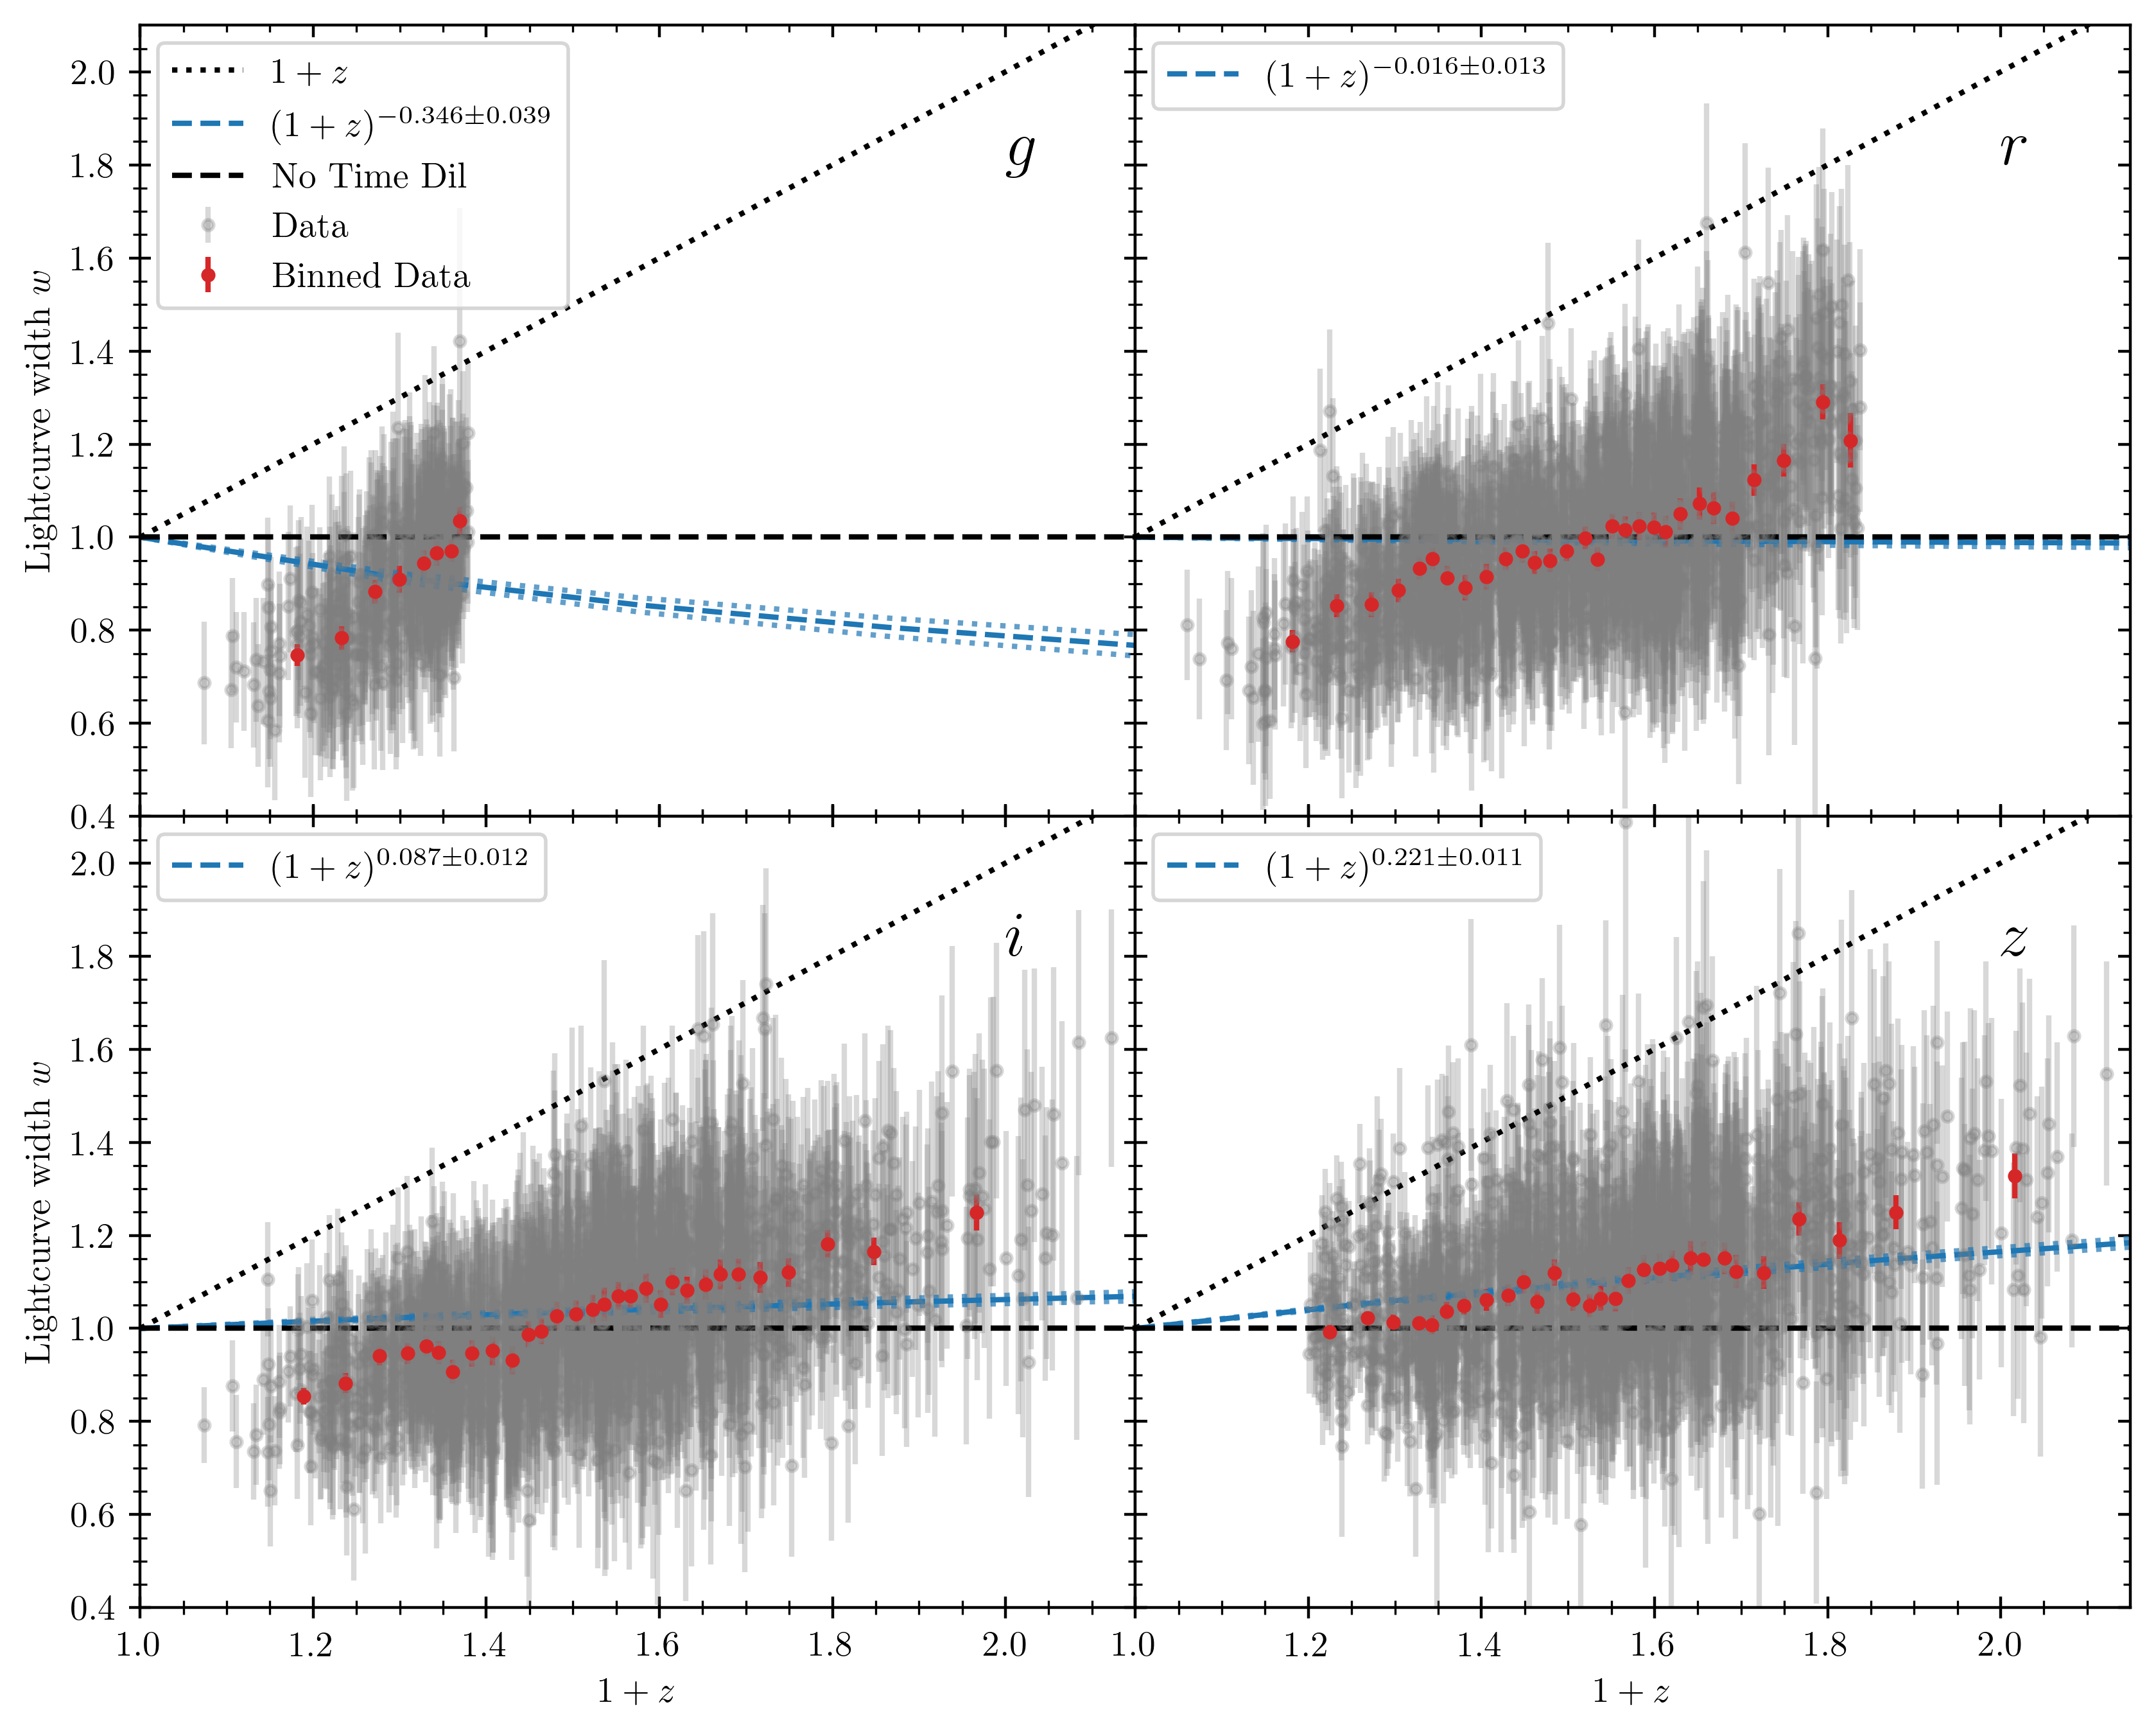 1 + z
(1 + z)^{−0.346±0.039}
No Time Dil
Data
Binned Data
g
(1 + z)^{−0.016±0.013}
r
Lightcurve width w
2.0
1.8
1.6
1.4
1.2
1.0
0.8
0.6
0.4
(1 + z)^{0.087±0.012}
i
(1 + z)^{0.221±0.011}
z
Lightcurve width w
2.0
1.8
1.6
1.4
1.2
1.0
0.8
0.6
0.4
1.0 1.2 1.4 1.6 1.8 2.0 1.0 1.2 1.4 1.6 1.8 2.0
1 + z 1 + z